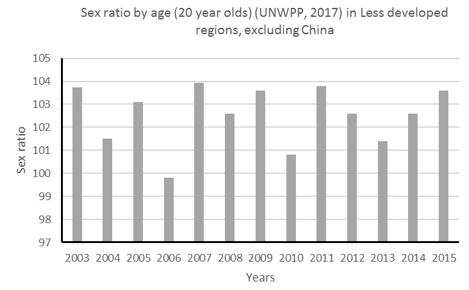 Sex ratio by age (20 year olds) (UNWPP, 2017) in Less developed
regions, excluding China
105
104
103
102
101
100
99
98
97
Sex ratio
2003 2004 2005 2006 2007 2008 2009 2010 2011 2012 2013 2014 2015
Years